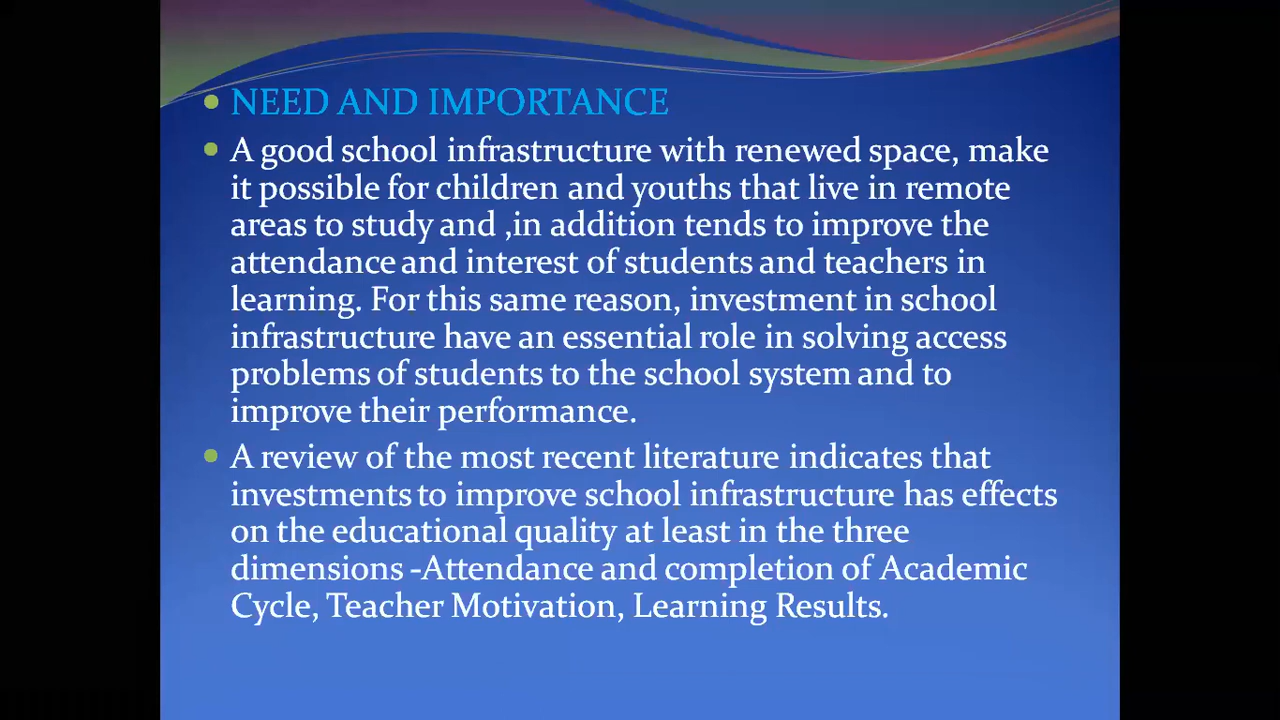 NEED AND IMPORTANCE
A good school infrastructure with renewed space, make
it possible for children and youths that live in remote
areas to study and ,in addition tends to improve the
attendance and interest of students and teachers in
learning. For this same reason, investment in school
infrastructure have an essential role in solving access
problems of students to the school system and to
improve their performance.
A review of the most recent literature indicates that
investments to improve school infrastructure has effects
on the educational quality at least in the three
dimensions -Attendance and completion of Academic
Cycle, Teacher Motivation, Learning Results.